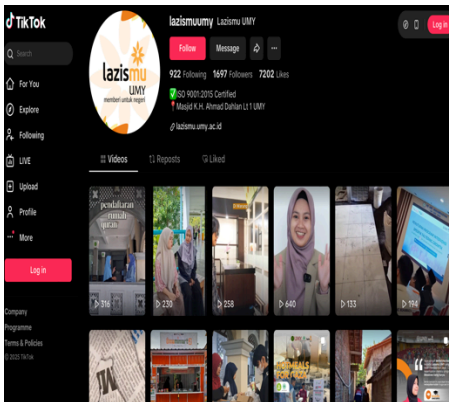 TikTok
Search
For You
Explore
Following
LIVE
Upload
Profile
More
Log in
Company
Programme
Terms & Policies
© 2025 TikTok
lazismu
UMY
memberi untuk negeri
lazismuumy Lazismu UMY
Follow
Message
922 Following 1697 Followers 7202 Likes
ISO 9001:2015 Certified
Masjid K.H. Ahmad Dahlan Lt 1 UMY
lazismu.umy.ac.id
Log in
Videos
Reposts
Liked
pendaftaran
rumah
quran
316
230
258
640
133
194